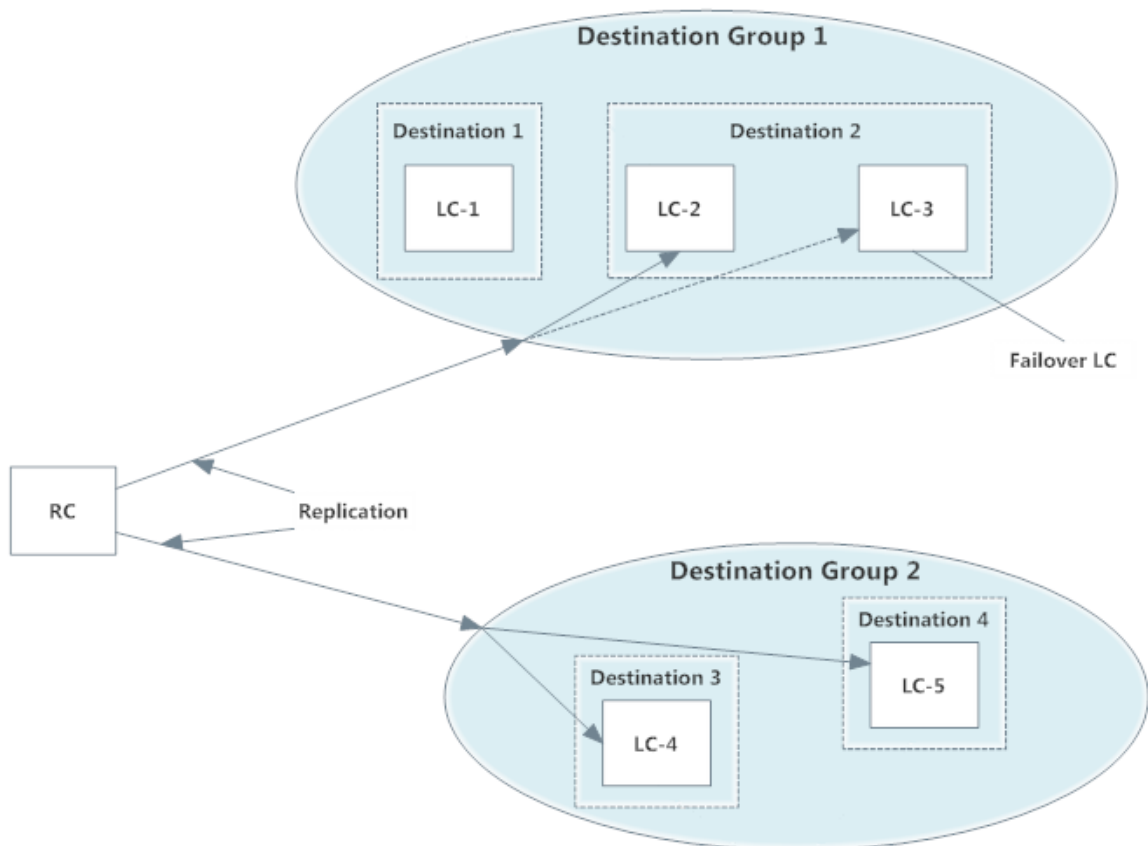 Destination Group 1
Destination 1
Destination 2
LC-1
LC-2
LC-3
Failover LC
RC
Replication
Destination Group 2
Destination 4
Destination 3
LC-5
LC-4